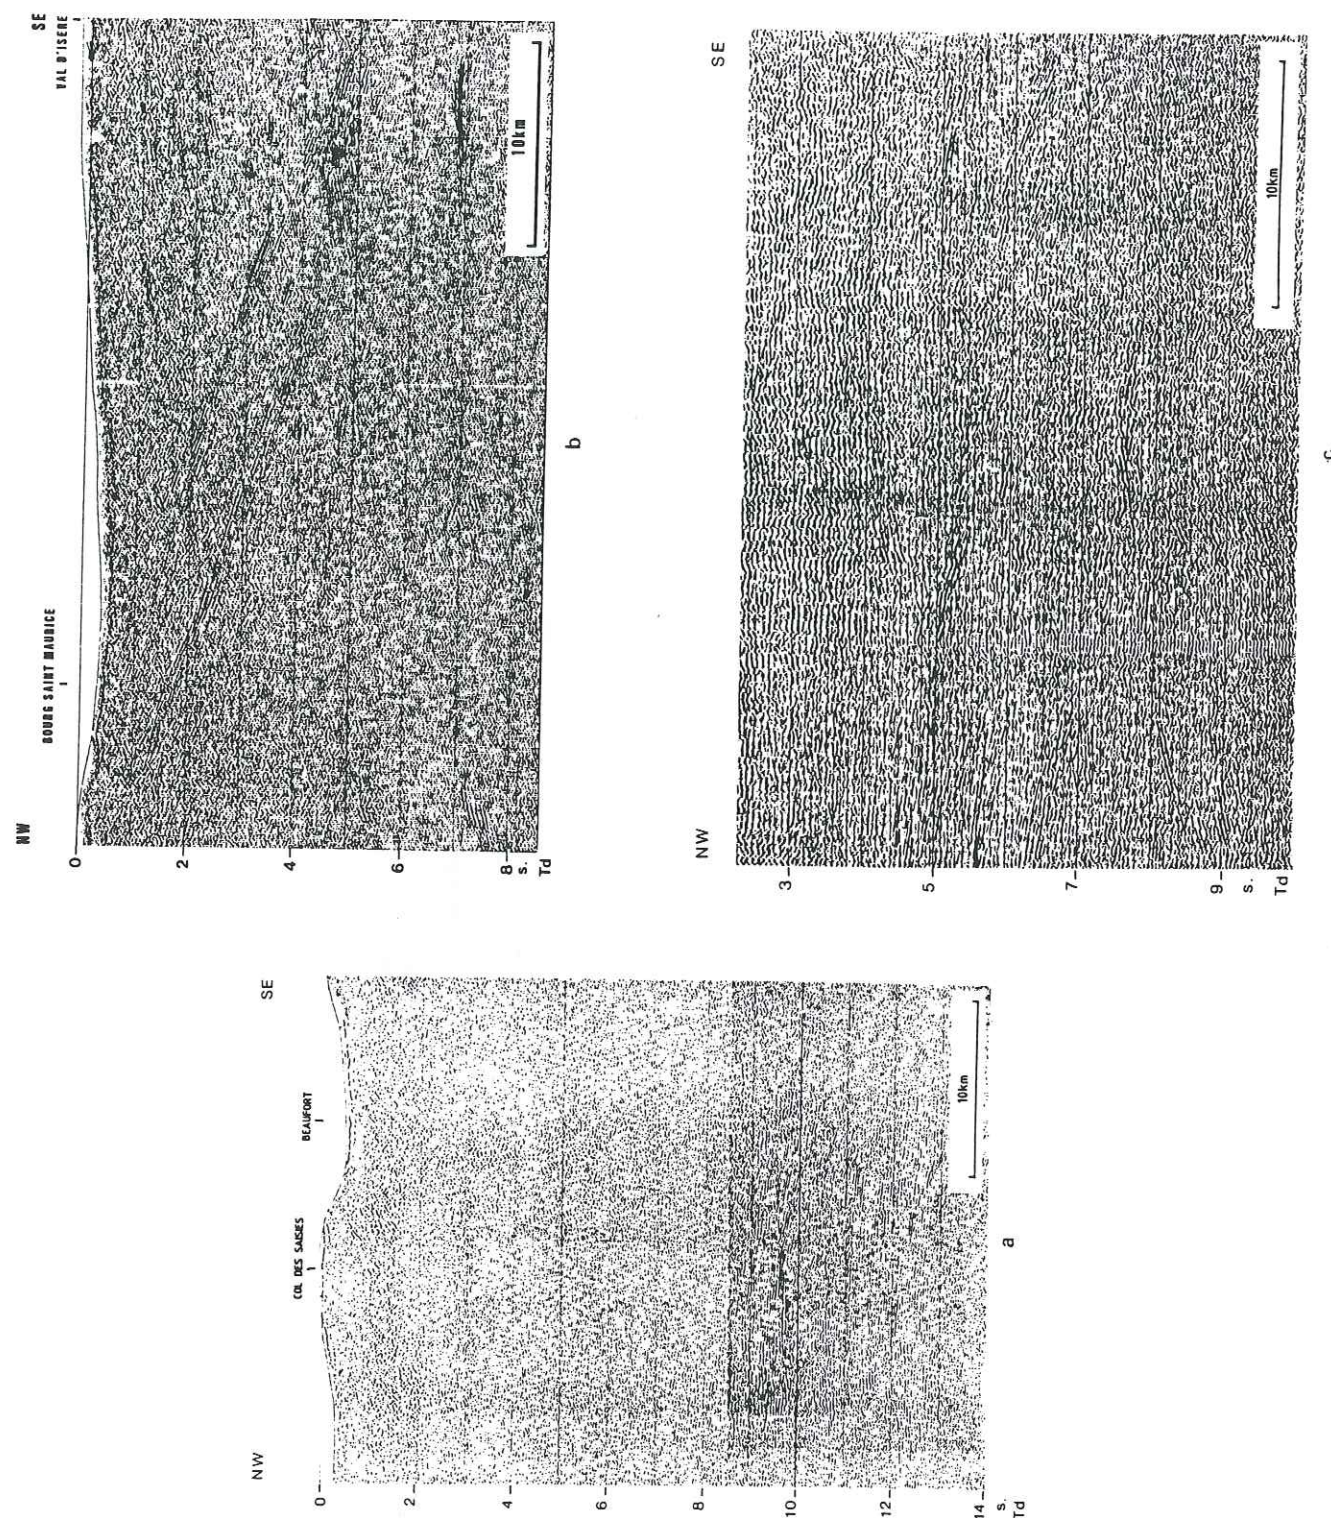 NW
SE
BOURG SAINT MAURICE
VAL D'ISERE
0
2
4
6
8
s.
Td
10km
b
NW
SE
3
5
7
9
s.
Td
10km
c
NW
SE
COL DES SAISIES
BEAUFORT
0
2
4
6
8
10
12
14
s.
Td
10km
a